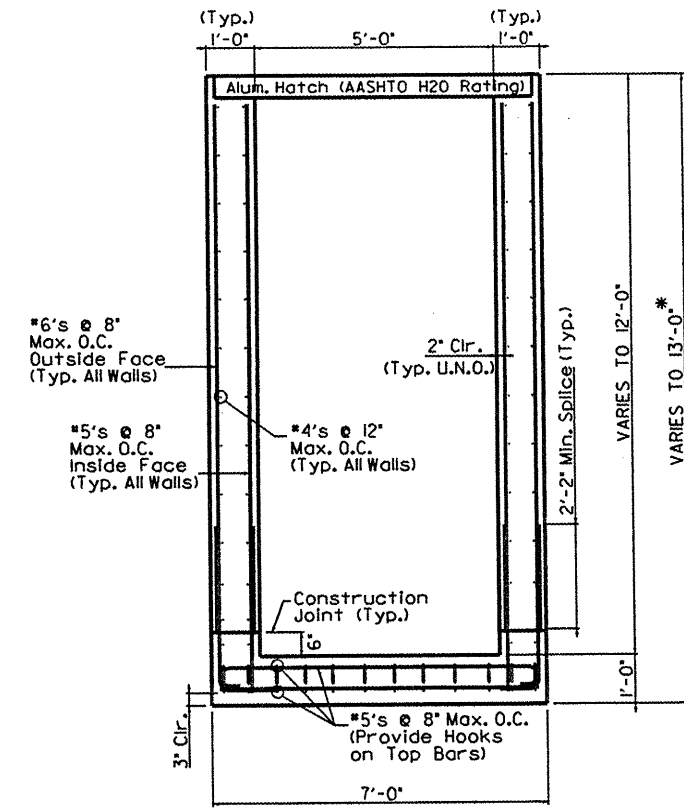 (Typ.)
1'-0"
5'-0"
(Typ.)
1'-0"
Alum. Hatch (AASHTO H20 Rating)
#6's @ 8"
Max. O.C.
Outside Face
(Typ. All Walls)
2" Clr.
(Typ. U.N.O.)
#4's @ 12"
Max. O.C.
(Typ. All Walls)
#5's @ 8"
Max. O.C.
Inside Face
(Typ. All Walls)
2'-2" Min. Splice (Typ.)
VARIES TO 12'-0"
VARIES TO 13'-0" *
Construction
Joint (Typ.)
6"
1'-0"
3" Clr.
#5's @ 8" Max. O.C.
(Provide Hooks
on Top Bars)
7'-0"